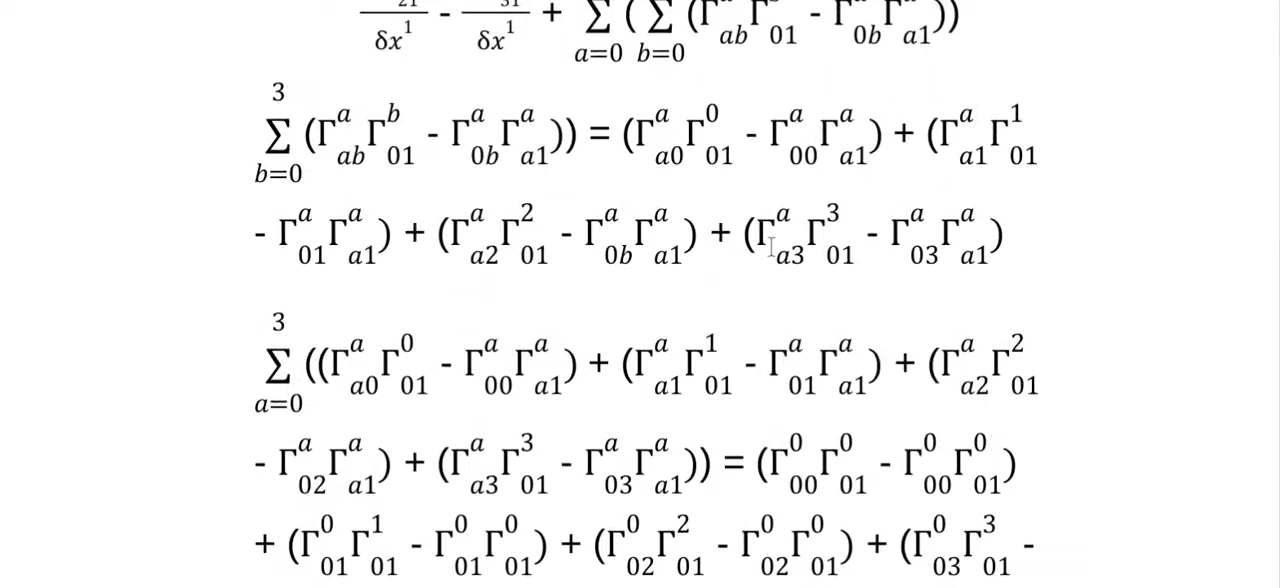 δx¹ - δx¹ + Σ_{a=0} ( Σ_{b=0} (Γ_{ab} Γ_{01} - Γ_{0b} Γ_{a1}))
Σ_{b=0}^{3} (Γ^a_{ab} Γ^b_{01} - Γ^a_{0b} Γ^a_{a1})) = (Γ^a_{a0} Γ^0_{01} - Γ^a_{00} Γ^a_{a1}) + (Γ^a_{a1} Γ^1_{01}
- Γ^a_{01} Γ^a_{a1}) + (Γ^a_{a2} Γ^2_{01} - Γ^a_{0b} Γ^a_{a1}) + (Γ^a_{a3} Γ^3_{01} - Γ^a_{03} Γ^a_{a1})
Σ_{a=0}^{3} ((Γ^a_{a0} Γ^0_{01} - Γ^a_{00} Γ^a_{a1}) + (Γ^a_{a1} Γ^1_{01} - Γ^a_{01} Γ^a_{a1}) + (Γ^a_{a2} Γ^2_{01}
- Γ^a_{02} Γ^a_{a1}) + (Γ^a_{a3} Γ^3_{01} - Γ^a_{03} Γ^a_{a1})) = (Γ^0_{00} Γ^0_{01} - Γ^0_{00} Γ^0_{01})
+ (Γ^0_{01} Γ^1_{01} - Γ^0_{01} Γ^0_{01}) + (Γ^0_{02} Γ^2_{01} - Γ^0_{02} Γ^0_{01}) + (Γ^0_{03} Γ^3_{01} -